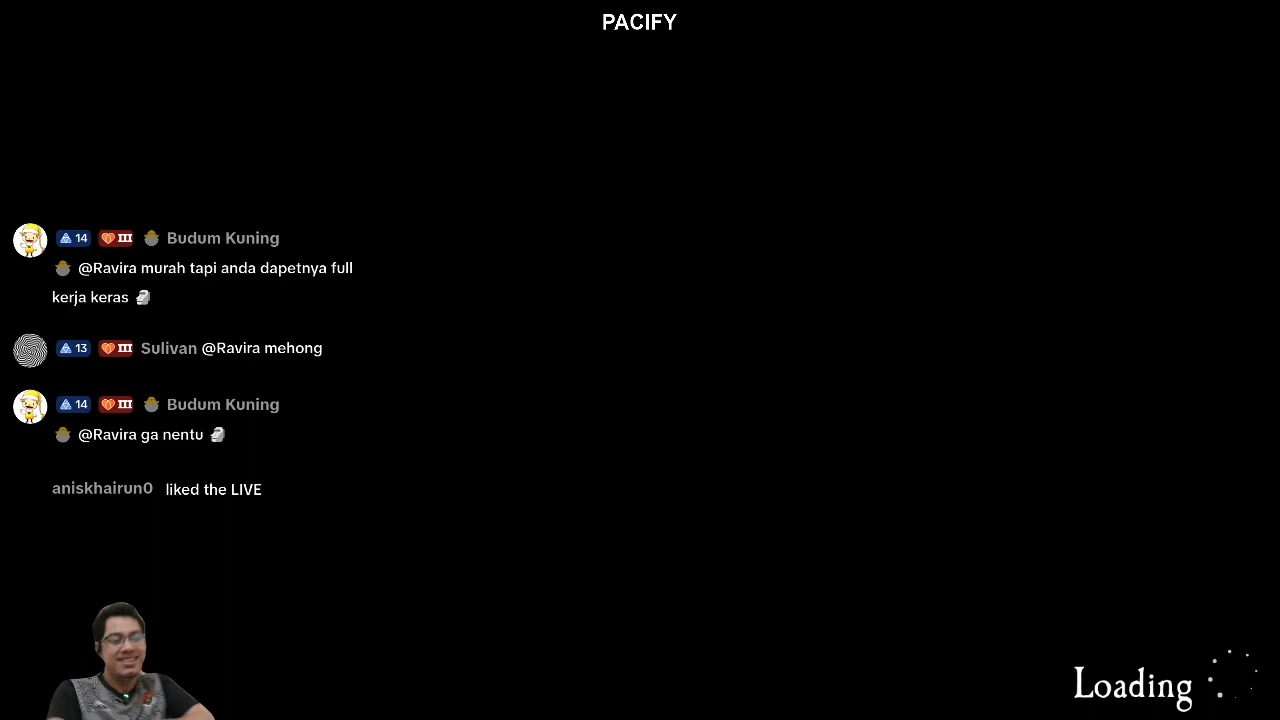 PACIFY
14 III Budum Kuning
@Ravira murah tapi anda dapetnya full
kerja keras
13 III Sulivan @Ravira mehong
14 III Budum Kuning
@Ravira ga nentu
aniskhairun0 liked the LIVE
Loading